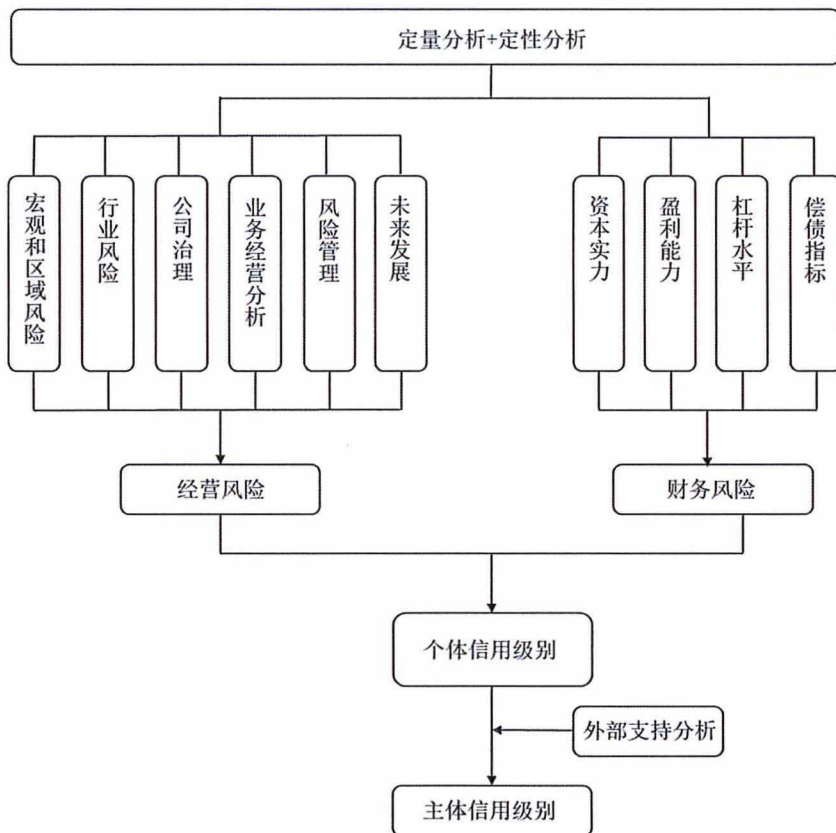 定量分析+定性分析
宏观和区域风险
行业风险
公司治理
业务经营分析
风险管理
未来发展
资本实力
盈利能力
杠杆水平
偿债指标
经营风险
财务风险
个体信用级别
外部支持分析
主体信用级别